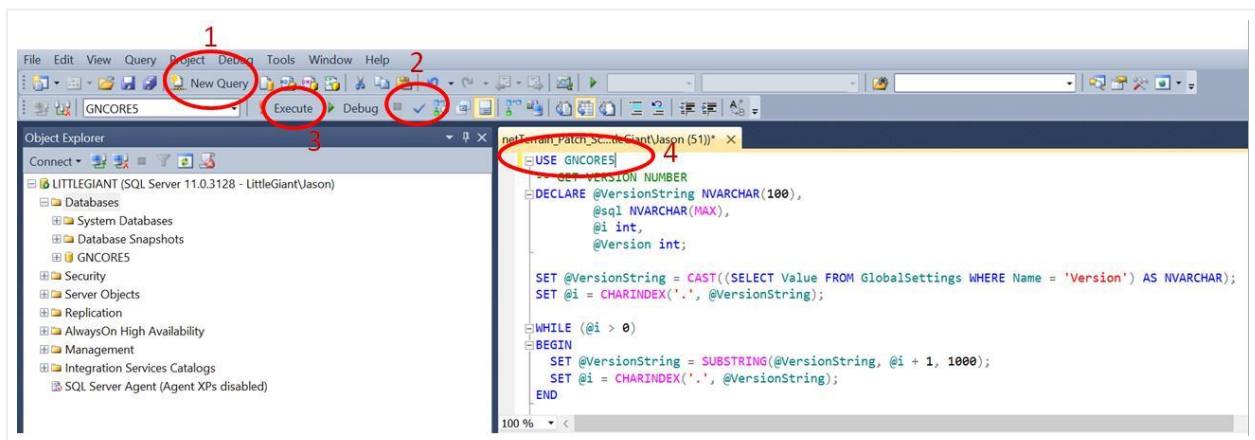 1
File Edit View Query Project Debug Tools Window Help
2
New Query
GNCORE5 Execute Debug
3
Object Explorer
Connect
LITTLEGIANT (SQL Server 11.0.3128 - LittleGiant\Jason)
Databases
System Databases
Database Snapshots
GNCORE5
Security
Server Objects
Replication
AlwaysOn High Availability
Management
Integration Services Catalogs
SQL Server Agent (Agent XPs disabled)
netTerrain_Patch_Sc...tleGiant\Jason (51))*
4
USE GNCORE5
-- GET VERSION NUMBER
DECLARE @VersionString NVARCHAR(100),
@sql NVARCHAR(MAX),
@i int,
@Version int;
SET @VersionString = CAST((SELECT Value FROM GlobalSettings WHERE Name = 'Version') AS NVARCHAR);
SET @i = CHARINDEX('.', @VersionString);
WHILE (@i > 0)
BEGIN
SET @VersionString = SUBSTRING(@VersionString, @i + 1, 1000);
SET @i = CHARINDEX('.', @VersionString);
END
100 %